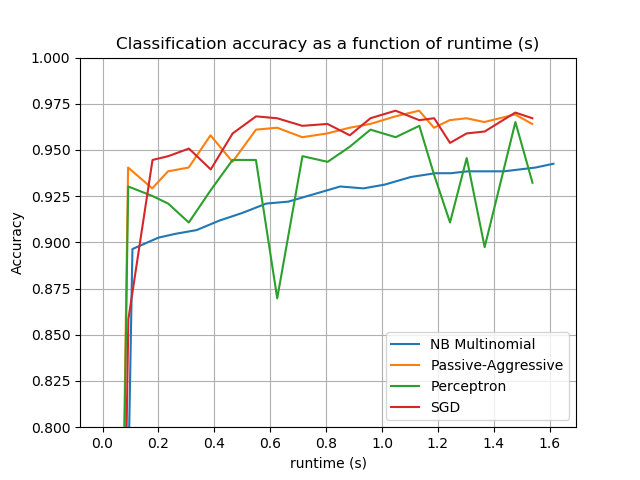 Classification accuracy as a function of runtime (s)
1.000
0.975
0.950
0.925
0.900
0.875
0.850
0.825
0.800
Accuracy
NB Multinomial
Passive-Aggressive
Perceptron
SGD
0.0 0.2 0.4 0.6 0.8 1.0 1.2 1.4 1.6
runtime (s)